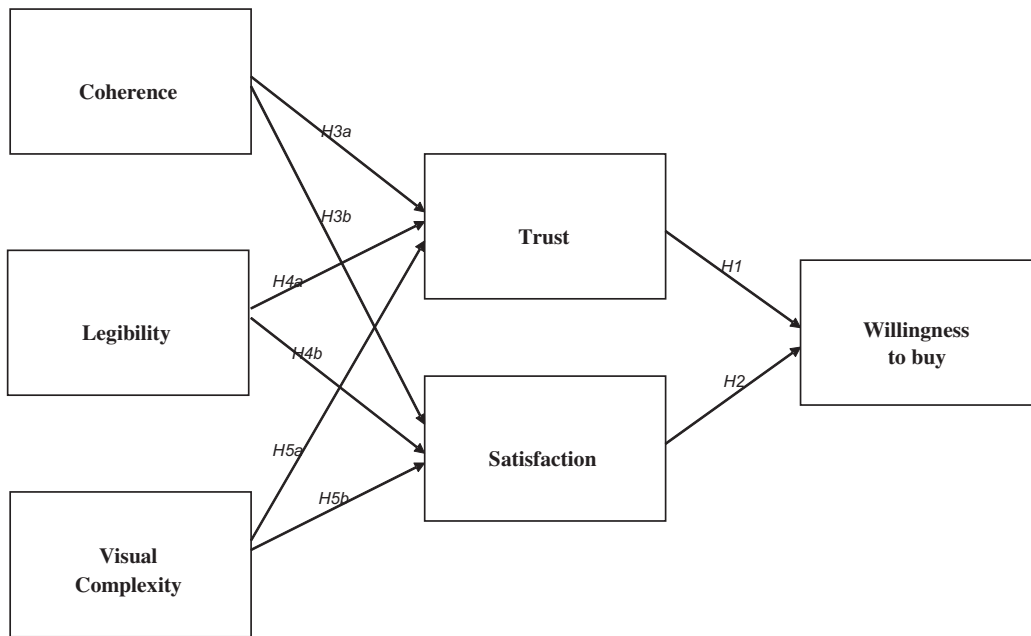 Coherence
H3a
H3b
Trust
H1
Legibility
H4a
H4b
Willingness
to buy
H2
Satisfaction
H5a
H5b
Visual
Complexity